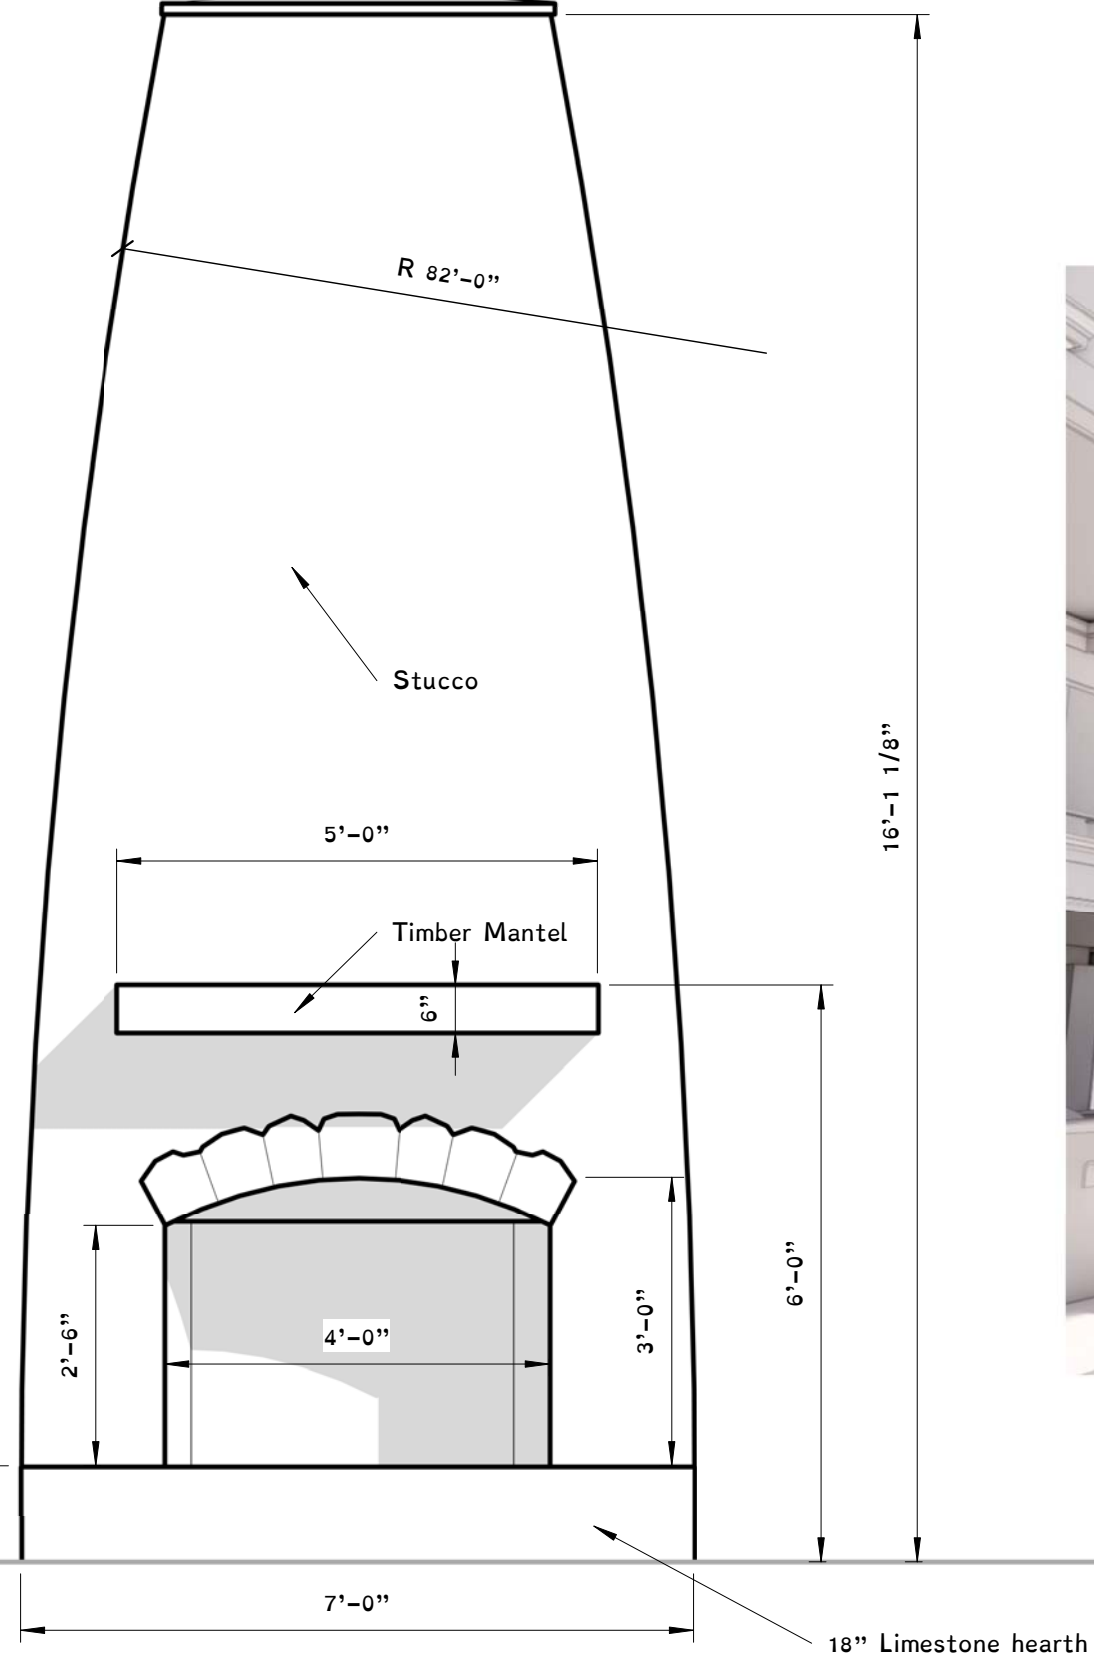 R 82’-0”
Stucco
16’-1 1/8”
5’-0”
Timber Mantel
6”
6’-0”
3’-0”
2’-6”
4’-0”
7’-0”
18” Limestone hearth